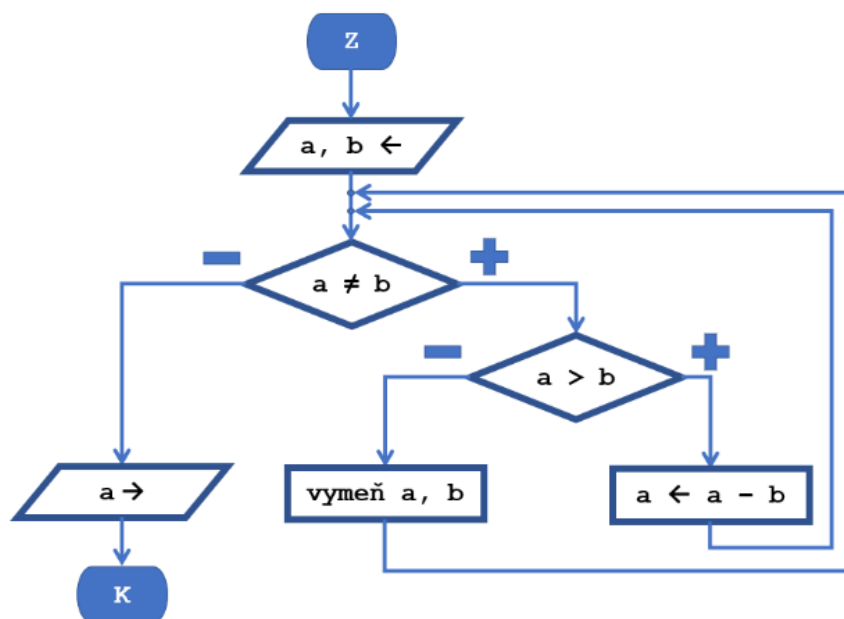 Z
a, b ←
− +
a ≠ b
− +
a > b
a →
vymeň a, b
a ← a - b
K